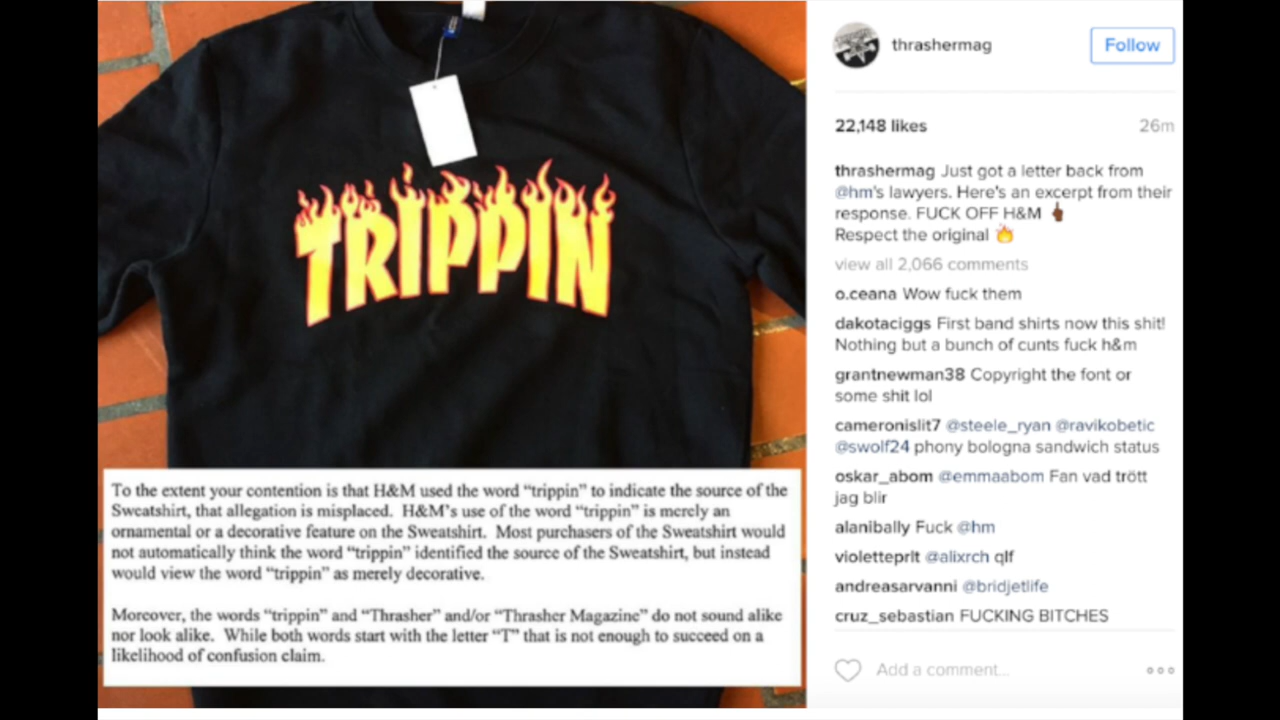 TRIPPIN
To the extent your contention is that H&M used the word “trippin” to indicate the source of the
Sweatshirt, that allegation is misplaced. H&M's use of the word “trippin” is merely an
ornamental or a decorative feature on the Sweatshirt. Most purchasers of the Sweatshirt would
not automatically think the word “trippin” identified the source of the Sweatshirt, but instead
would view the word “trippin” as merely decorative.
Moreover, the words “trippin” and “Thrasher” and/or “Thrasher Magazine” do not sound alike
nor look alike. While both words start with the letter “T” that is not enough to succeed on a
likelihood of confusion claim.
thrashermag
Follow
22,148 likes
26m
thrashermag Just got a letter back from
@hm's lawyers. Here's an excerpt from their
response. FUCK OFF H&M 🖕🏾
Respect the original 🔥
view all 2,066 comments
o.ceana Wow fuck them
dakotaciggs First band shirts now this shit!
Nothing but a bunch of cunts fuck h&m
grantnewman38 Copyright the font or
some shit lol
cameronislit7 @steele_ryan @ravikobetic
@swolf24 phony bologna sandwich status
oskar_abom @emmaabom Fan vad trött
jag blir
alanibally Fuck @hm
violetteprlt @alixrch qlf
andreasarvanni @bridjetlife
cruz_sebastian FUCKING BITCHES
Add a comment...